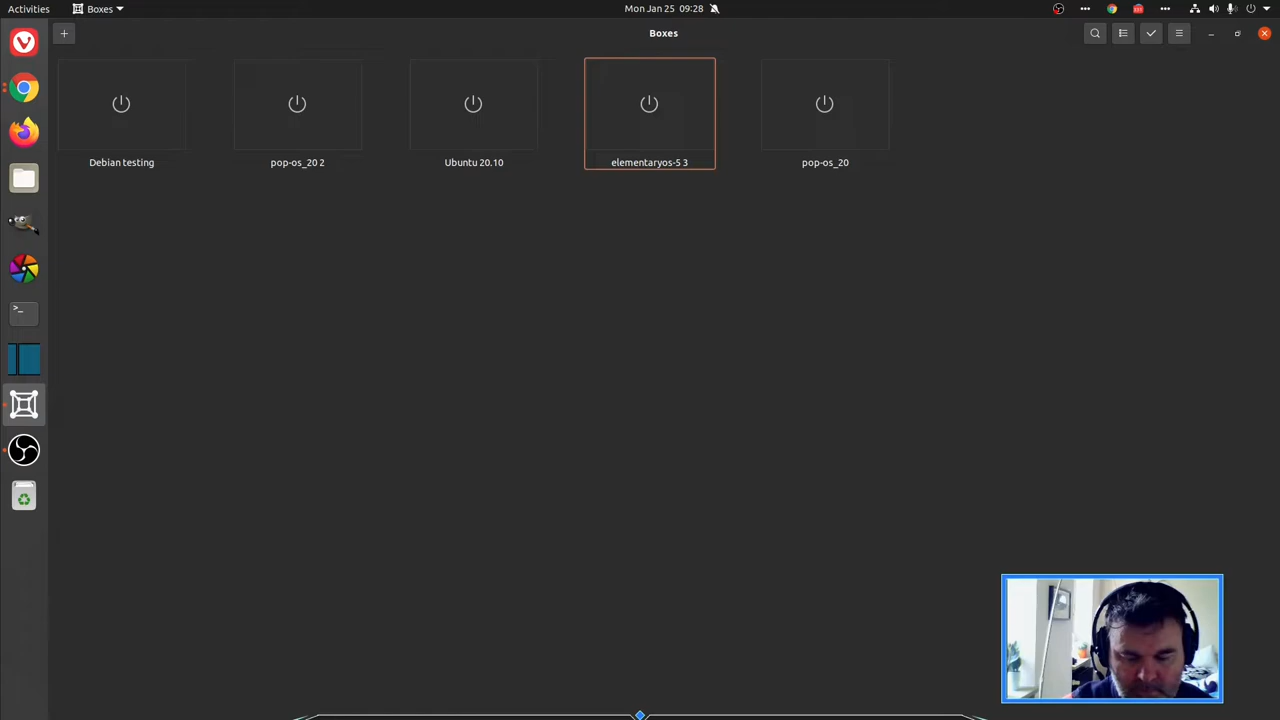 Activities
Boxes
Mon Jan 25 09:28
Boxes
Debian testing
pop-os_20 2
Ubuntu 20.10
elementaryos-5 3
pop-os_20
>_